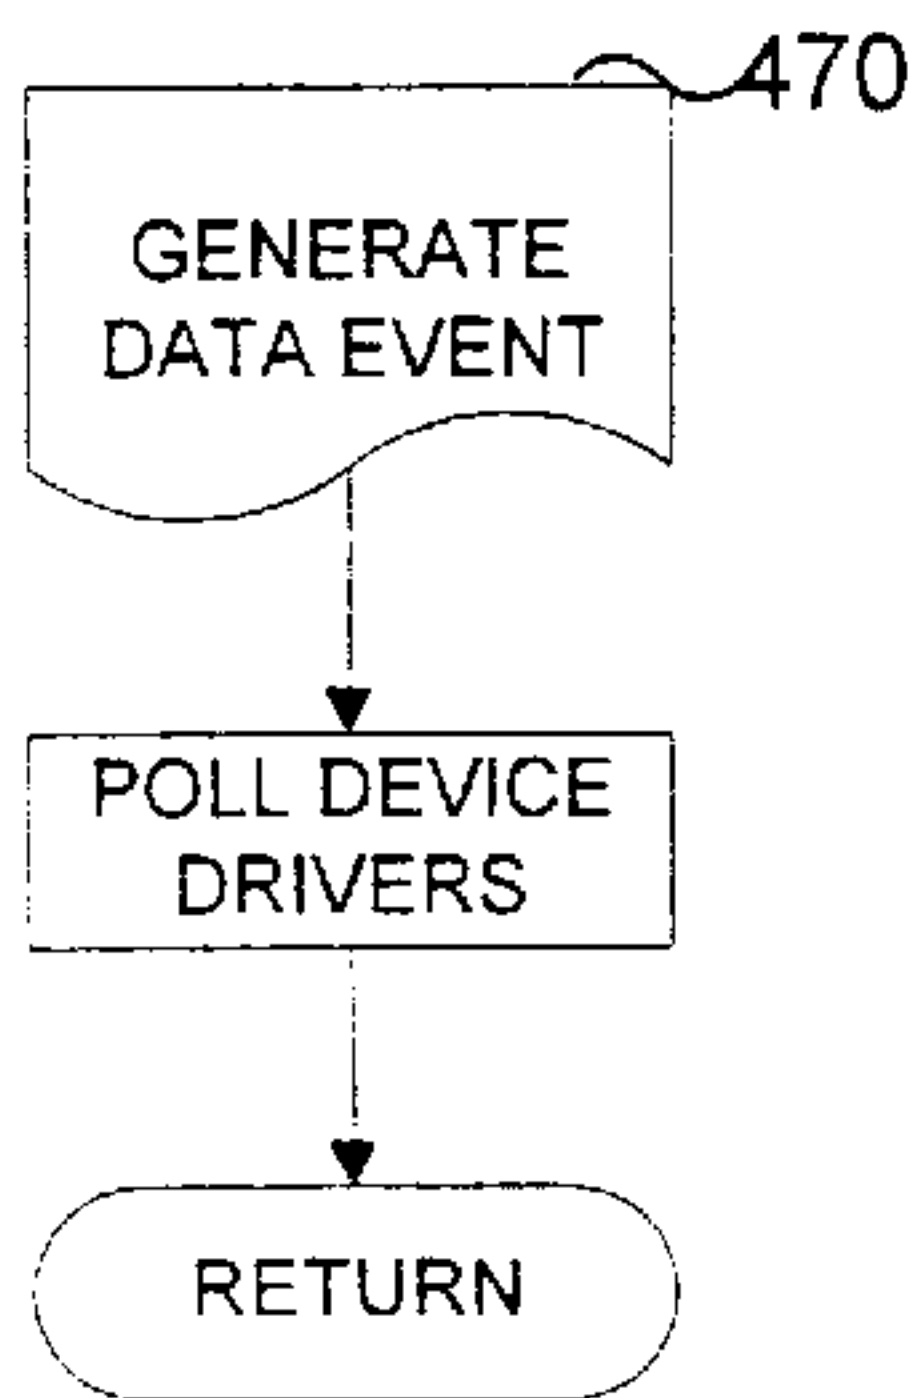 470
GENERATE
DATA EVENT
POLL DEVICE
DRIVERS
RETURN